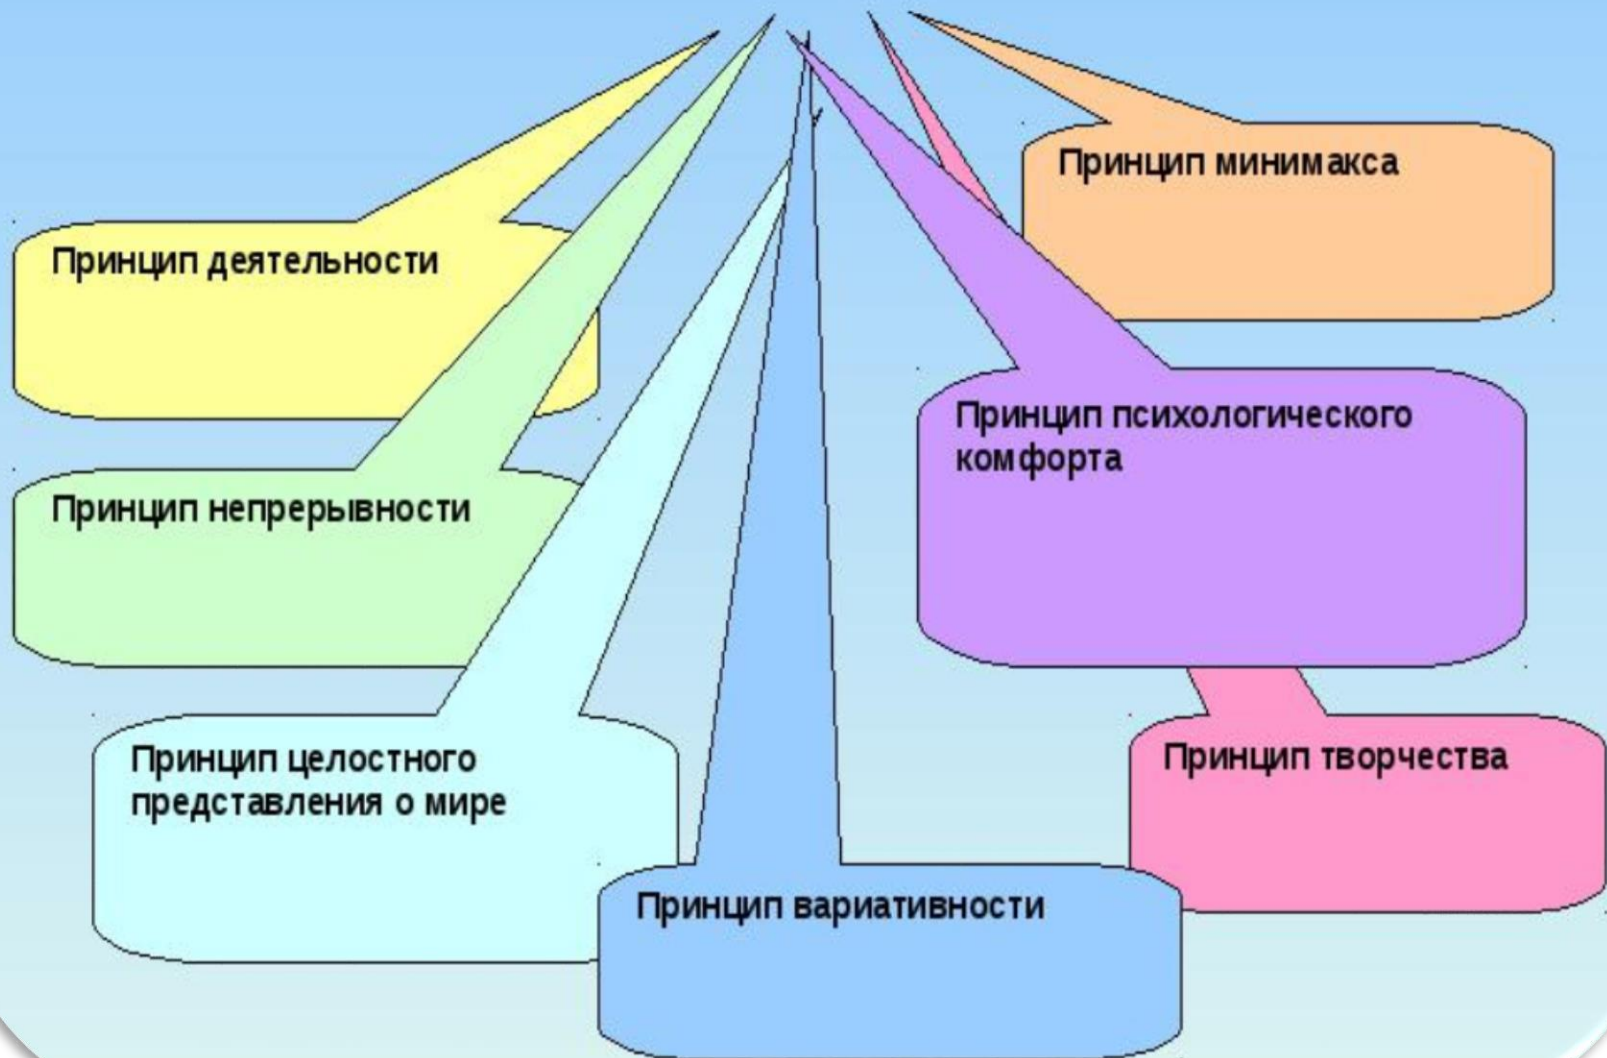 Принцип минимакса
Принцип деятельности
Принцип психологического
комфорта
Принцип непрерывности
Принцип целостного
представления о мире
Принцип творчества
Принцип вариативности